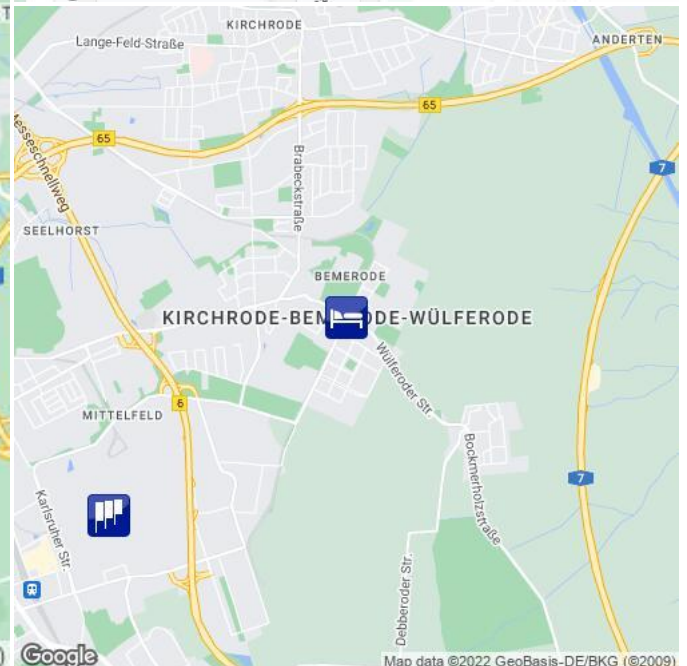 T
KIRCHRODE
Lange-Feld-Straße
ANDERTEN
65
65
Messeschnellweg
7
Brabeckstraße
SEELHORST
BEMERODE
KIRCHRODE-BEMERODE-WÜLFERODE
Wülferoder Str.
6
MITTELFELD
Bockmerholzstraße
7
Karlsruher Str.
Debberoder Str.
)
Google
Map data ©2022 GeoBasis-DE/BKG (©2009)